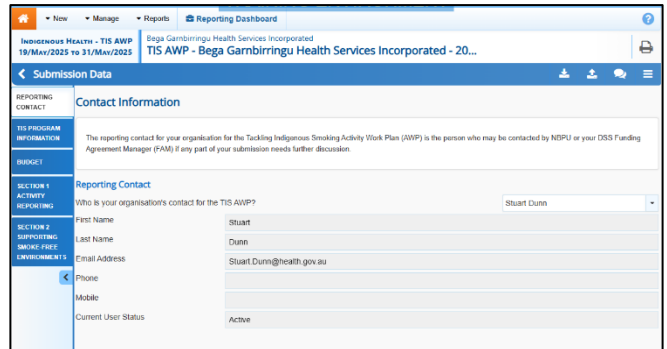 New Manage Reports Reporting Dashboard
Indigenous Health - TIS AWP
19/May/2025 to 31/May/2025
Bega Garnbirringu Health Services Incorporated
TIS AWP - Bega Garnbirringu Health Services Incorporated - 20...
Submission Data
REPORTING
CONTACT
TIS PROGRAM
INFORMATION
BUDGET
SECTION 1
ACTIVITY
REPORTING
SECTION 2
SUPPORTING
SMOKE-FREE
ENVIRONMENTS
Contact Information
The reporting contact for your organisation for the Tackling Indigenous Smoking Activity Work Plan (AWP) is the person who may be contacted by NBPU or your DSS Funding
Agreement Manager (FAM) if any part of your submission needs further discussion.
Reporting Contact
Who is your organisation's contact for the TIS AWP? Stuart Dunn
First Name Stuart
Last Name Dunn
Email Address Stuart.Dunn@health.gov.au
Phone
Mobile
Current User Status Active